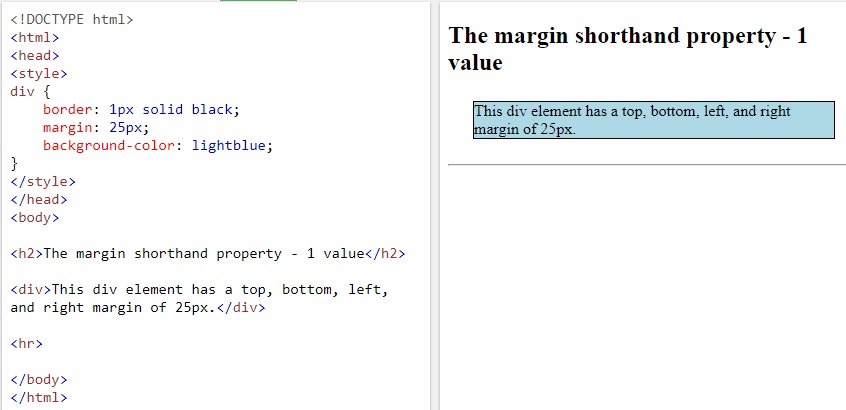 <!DOCTYPE html>
<html>
<head>
<style>
div {
    border: 1px solid black;
    margin: 25px;
    background-color: lightblue;
}
</style>
</head>
<body>
<h2>The margin shorthand property - 1 value</h2>
<div>This div element has a top, bottom, left,
and right margin of 25px.</div>
<hr>
</body>
</html>
The margin shorthand property - 1
value
This div element has a top, bottom, left, and right
margin of 25px.